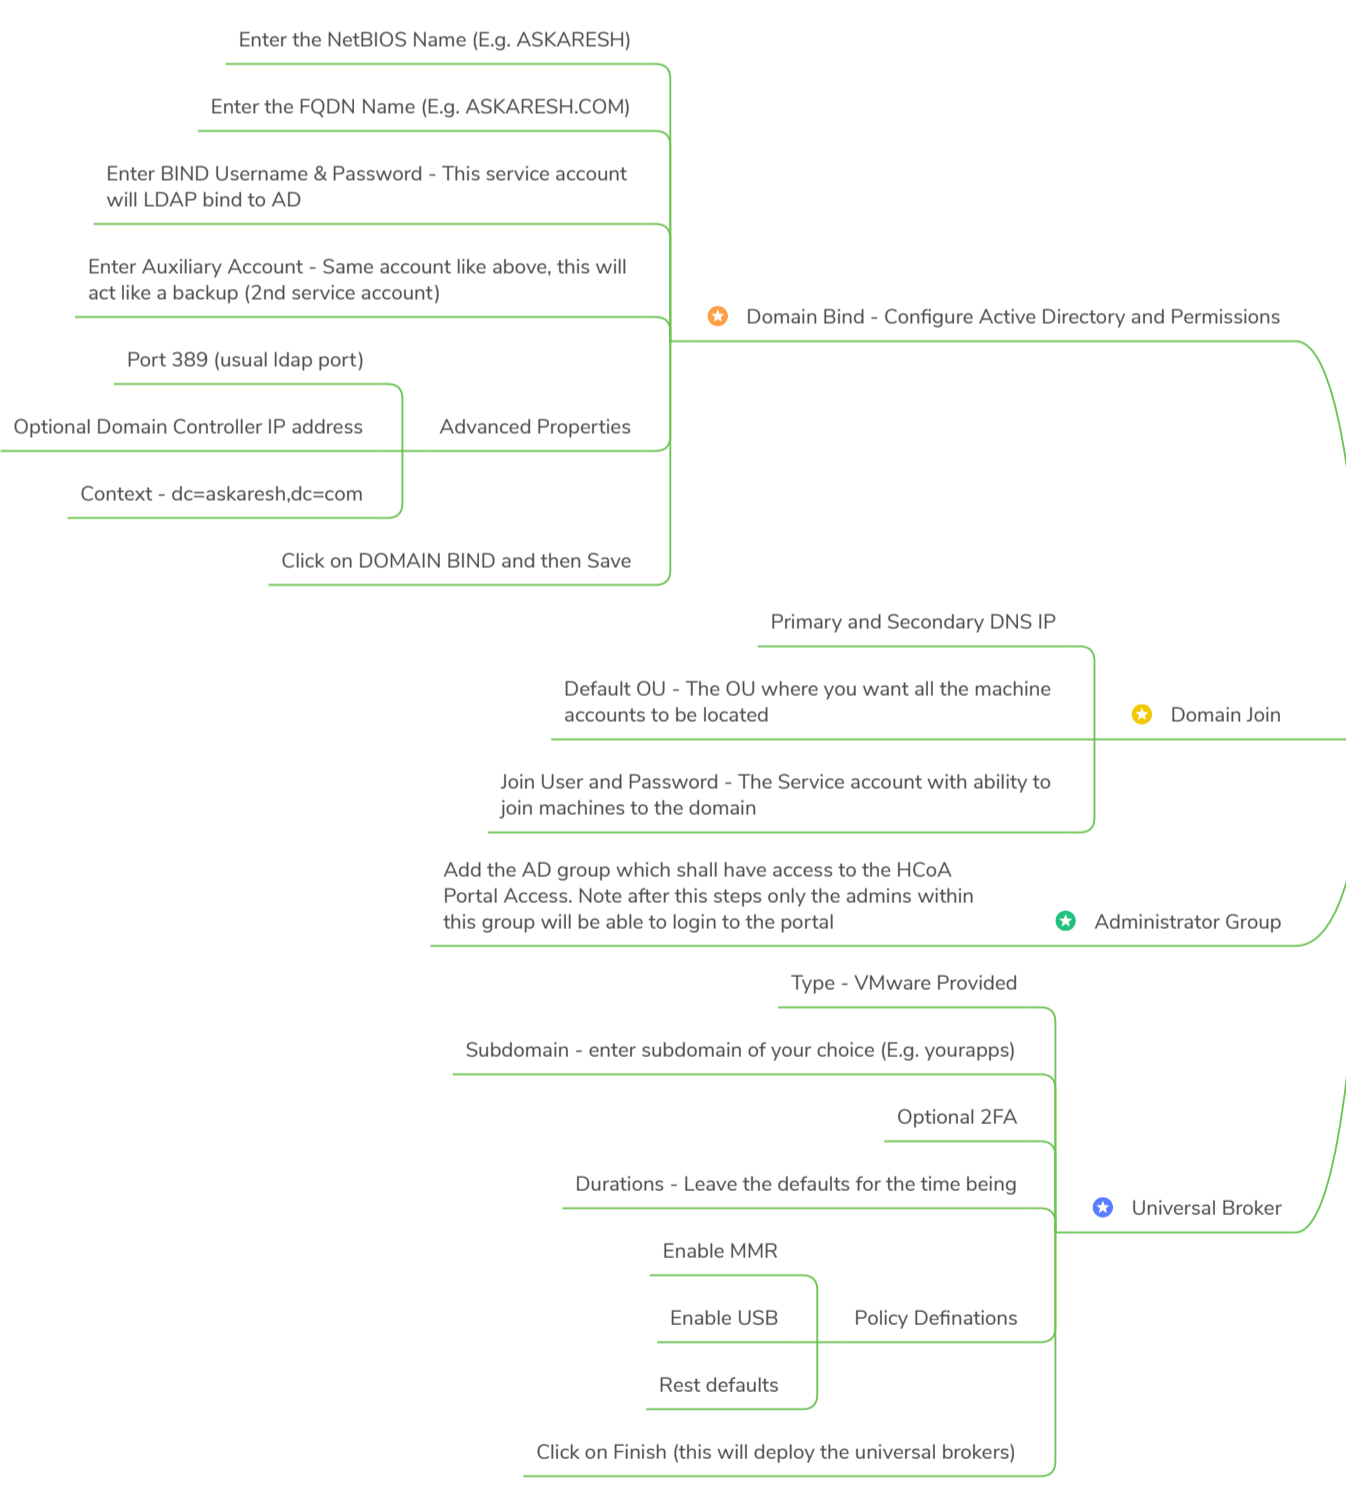 Enter the NetBIOS Name (E.g. ASKARESH)
Enter the FQDN Name (E.g. ASKARESH.COM)
Enter BIND Username & Password - This service account
will LDAP bind to AD
Enter Auxiliary Account - Same account like above, this will
act like a backup (2nd service account)
Domain Bind - Configure Active Directory and Permissions
Port 389 (usual ldap port)
Optional Domain Controller IP address
Advanced Properties
Context - dc=askaresh,dc=com
Click on DOMAIN BIND and then Save
Primary and Secondary DNS IP
Default OU - The OU where you want all the machine
accounts to be located
Domain Join
Join User and Password - The Service account with ability to
join machines to the domain
Add the AD group which shall have access to the HCoA
Portal Access. Note after this steps only the admins within
this group will be able to login to the portal
Administrator Group
Type - VMware Provided
Subdomain - enter subdomain of your choice (E.g. yourapps)
Optional 2FA
Durations - Leave the defaults for the time being
Universal Broker
Enable MMR
Enable USB
Policy Definations
Rest defaults
Click on Finish (this will deploy the universal brokers)